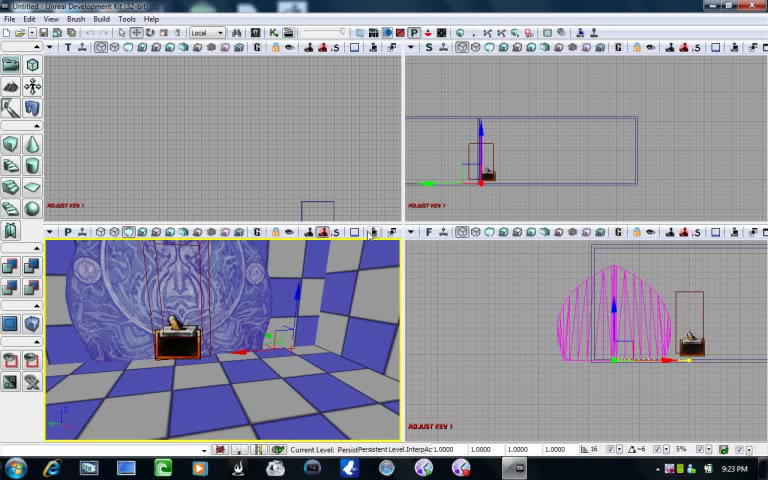 Untitled - Unreal Development Kit (32-bit
File Edit View Brush Build Tools Help
Local
T
S
ADJUST KEY 1
ADJUST KEY 1
P
F
ADJUST KEY 1
Current Level: Persist Persistent Level.InterpAc 1.0000 1.0000 1.0000 1.0000 16 5%
9:23 PM